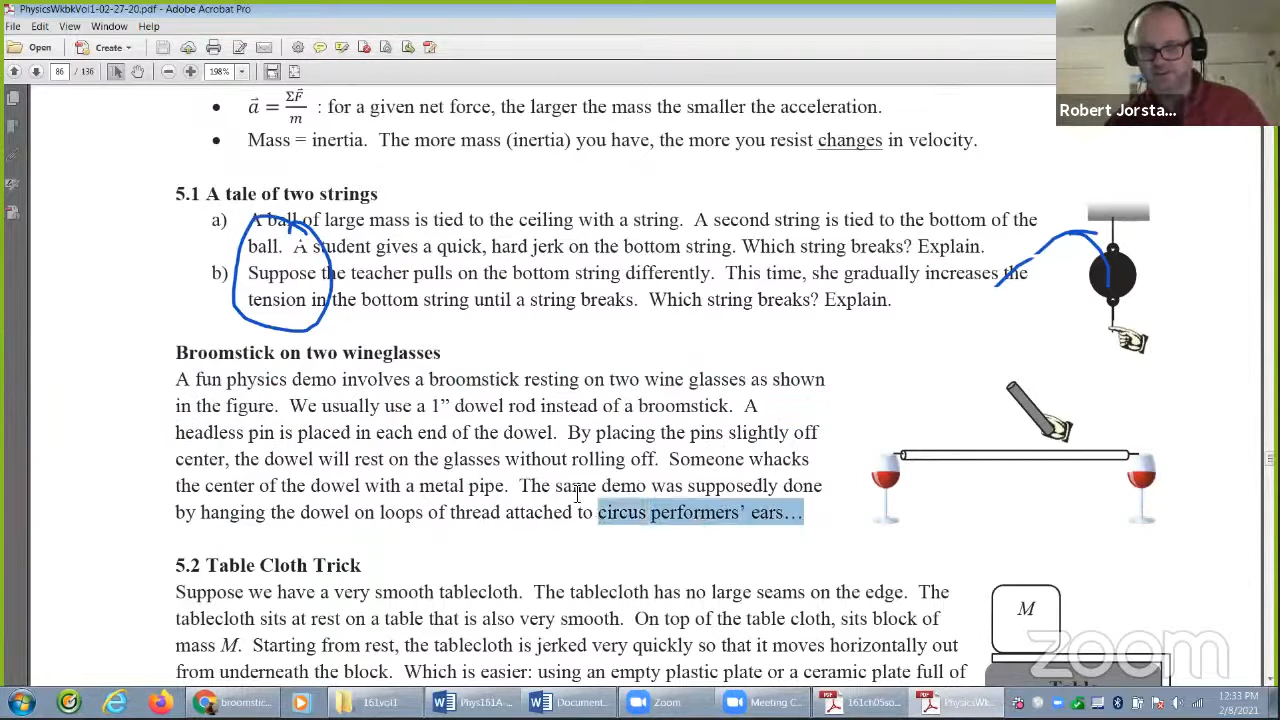 PhysicsWkbkVol1-02-27-20.pdf - Adobe Acrobat Pro
File Edit View Window Help
Open Create
86 / 136 198%
Robert Jorsta...
a⃗ = ΣF⃗/m : for a given net force, the larger the mass the smaller the acceleration.
Mass = inertia. The more mass (inertia) you have, the more you resist changes in velocity.
5.1 A tale of two strings
a) A ball of large mass is tied to the ceiling with a string. A second string is tied to the bottom of the
ball. A student gives a quick, hard jerk on the bottom string. Which string breaks? Explain.
b) Suppose the teacher pulls on the bottom string differently. This time, she gradually increases the
tension in the bottom string until a string breaks. Which string breaks? Explain.
Broomstick on two wineglasses
A fun physics demo involves a broomstick resting on two wine glasses as shown
in the figure. We usually use a 1” dowel rod instead of a broomstick. A
headless pin is placed in each end of the dowel. By placing the pins slightly off
center, the dowel will rest on the glasses without rolling off. Someone whacks
the center of the dowel with a metal pipe. The same demo was supposedly done
by hanging the dowel on loops of thread attached to circus performers’ ears…
5.2 Table Cloth Trick
Suppose we have a very smooth tablecloth. The tablecloth has no large seams on the edge. The
tablecloth sits at rest on a table that is also very smooth. On top of the table cloth, sits block of
mass M. Starting from rest, the tablecloth is jerked very quickly so that it moves horizontally out
from underneath the block. Which is easier: using an empty plastic plate or a ceramic plate full of
M
zoom
broomstic...
161vol1
Phys161A-...
Document...
Zoom
Meeting C...
161ch05so...
PhysicsWk...
12:33 PM
2/8/2021